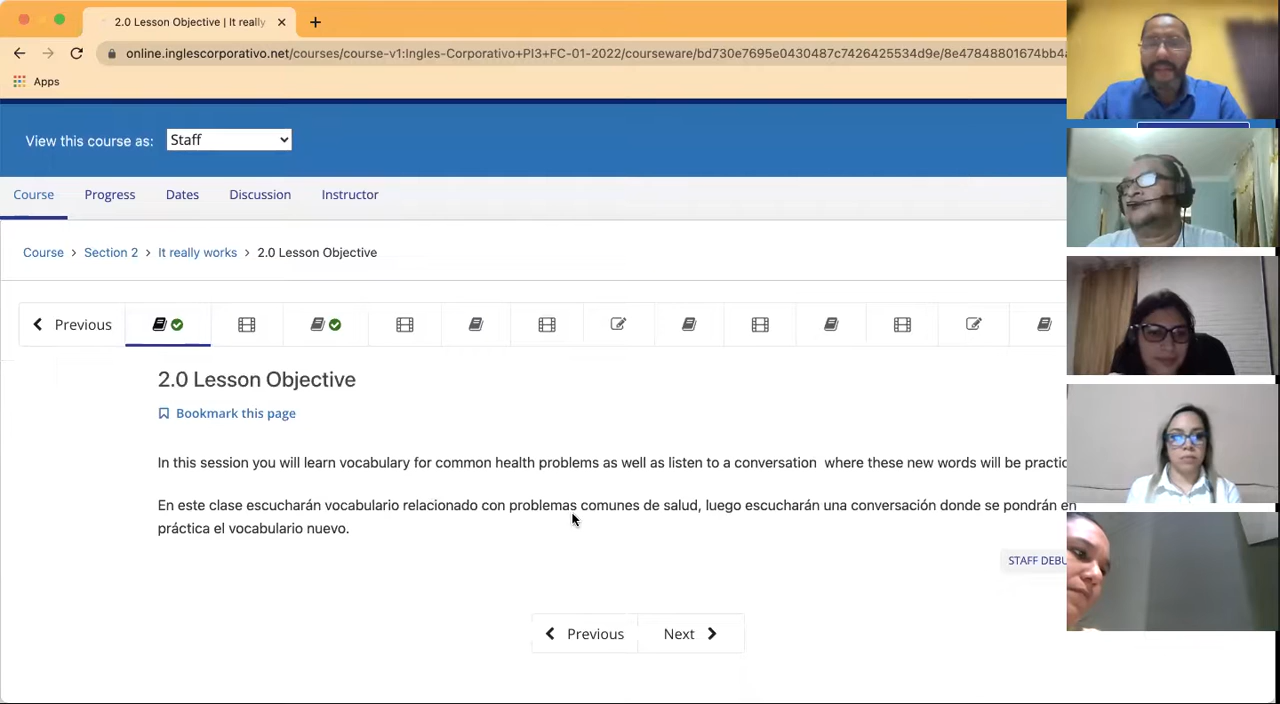 2.0 Lesson Objective | It really
online.inglescorporativo.net/courses/course-v1:Ingles-Corporativo+PI3+FC-01-2022/courseware/bd730e7695e0430487c7426425534d9e/8e47848801674bb4
Apps
View this course as: Staff
Course Progress Dates Discussion Instructor
Course > Section 2 > It really works > 2.0 Lesson Objective
Previous
2.0 Lesson Objective
Bookmark this page
In this session you will learn vocabulary for common health problems as well as listen to a conversation where these new words will be practic
En este clase escucharán vocabulario relacionado con problemas comunes de salud, luego escucharán una conversación donde se pondrán en
práctica el vocabulario nuevo.
STAFF DEBU
Previous Next